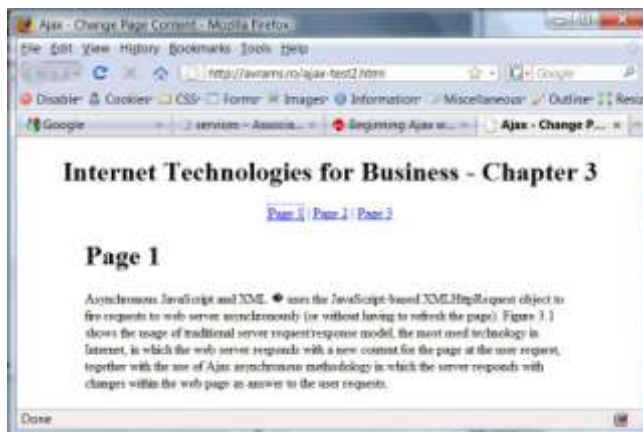 Ajax - Change Page Content - Mozilla Firefox
File Edit View History Bookmarks Tools Help
http://avrams.ro/ajax-test2.html Google
Disable Cookies CSS Forms Images Information Miscellaneous Outline Resize
Google services - Associa... Beginning Ajax w... Ajax - Change P...
Internet Technologies for Business - Chapter 3
Page 1 | Page 2 | Page 3
Page 1
Asynchronous JavaScript and XML � uses the JavaScript-based XMLHttpRequest object to
fire requests to web server asynchronously (or without having to refresh the page). Figure 3.1
shows the usage of traditional server request/response model, the most used technology in
Internet, in which the web server responds with a new content for the page at the user request,
together with the use of Ajax asynchronous methodology in which the server responds with
changes within the web page as answer to the user requests.
Done